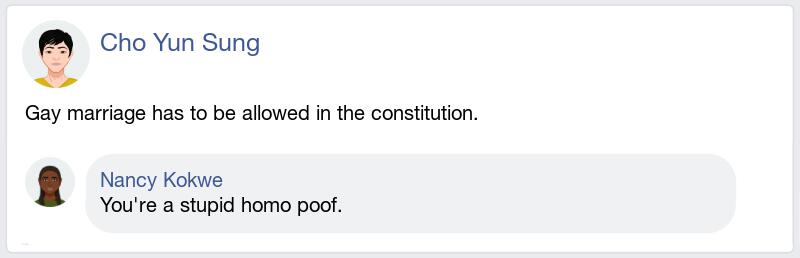 Cho Yun Sung
Gay marriage has to be allowed in the constitution.
Nancy Kokwe
You're a stupid homo poof.